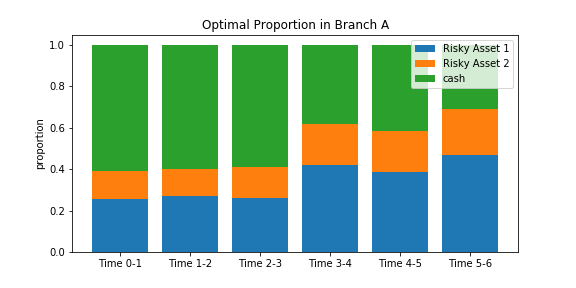 Optimal Proportion in Branch A
Risky Asset 1
Risky Asset 2
cash
proportion
1.0
0.8
0.6
0.4
0.2
0.0
Time 0-1 Time 1-2 Time 2-3 Time 3-4 Time 4-5 Time 5-6